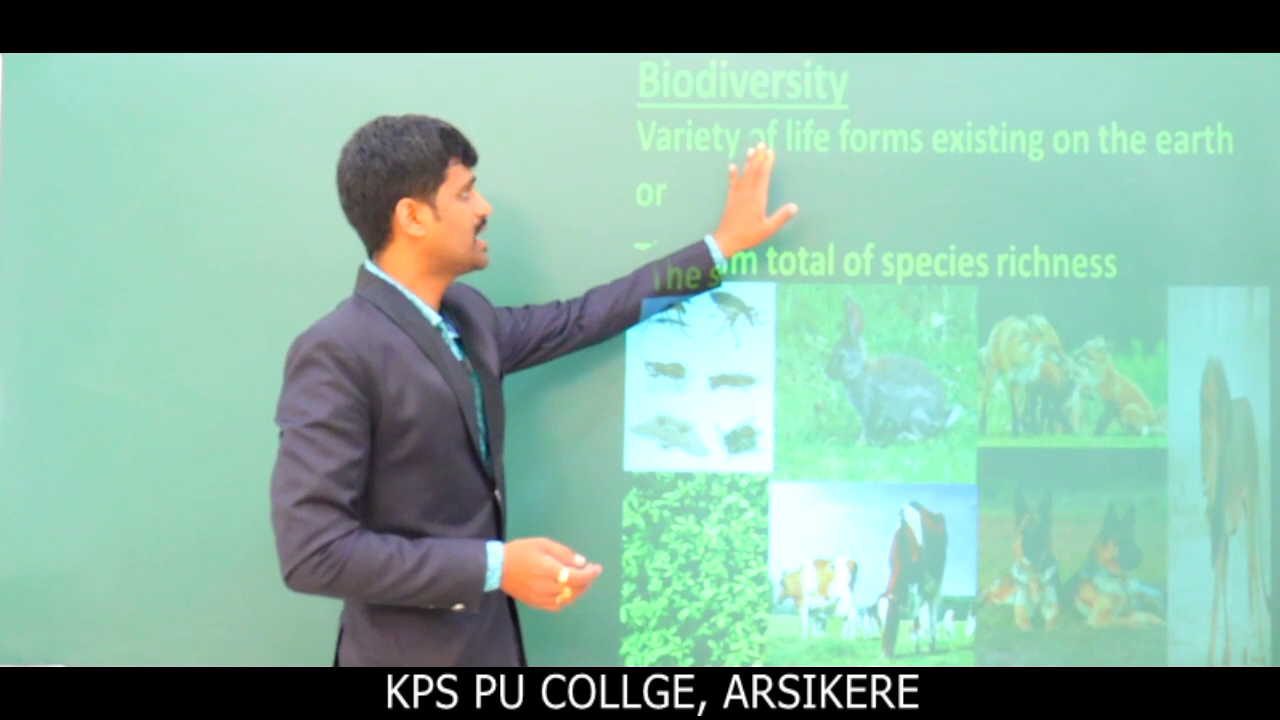 Biodiversity
Variety of life forms existing on the earth
or
The sum total of species richness
KPS PU COLLGE, ARSIKERE